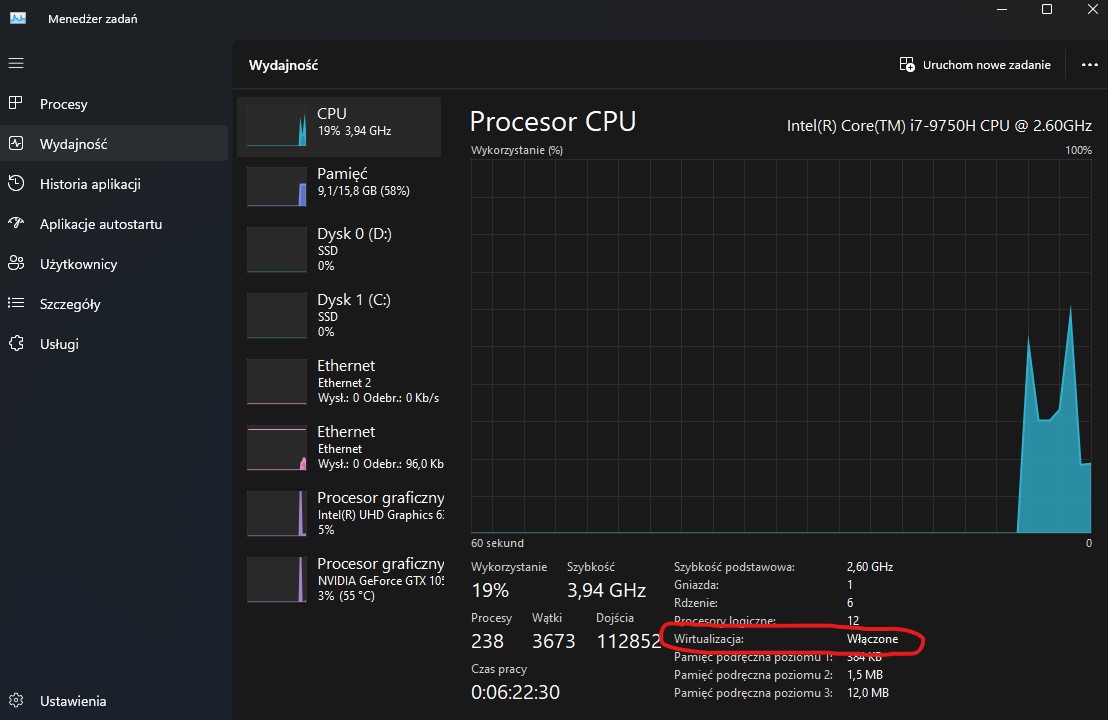 Menedżer zadań
Wydajność
Uruchom nowe zadanie
Procesy
Wydajność
Historia aplikacji
Aplikacje autostartu
Użytkownicy
Szczegóły
Usługi
Ustawienia
CPU
19% 3,94 GHz
Pamięć
9,1/15,8 GB (58%)
Dysk 0 (D:)
SSD
0%
Dysk 1 (C:)
SSD
0%
Ethernet
Ethernet 2
Wysł.: 0 Odebr.: 0 Kb/s
Ethernet
Ethernet
Wysł.: 0 Odebr.: 96,0 Kb
Procesor graficzny
Intel(R) UHD Graphics 6
5%
Procesor graficzny
NVIDIA GeForce GTX 105
3% (55 °C)
Procesor CPU
Intel(R) Core(TM) i7-9750H CPU @ 2.60GHz
Wykorzystanie (%)
100%
60 sekund
0
Wykorzystanie
Szybkość
19%
3,94 GHz
Procesy
Wątki
Dojścia
238
3673
112852
Czas pracy
0:06:22:30
Szybkość podstawowa: 2,60 GHz
Gniazda: 1
Rdzenie: 6
Procesory logiczne: 12
Wirtualizacja: Włączone
Pamięć podręczna poziomu 1: 384 KB
Pamięć podręczna poziomu 2: 1,5 MB
Pamięć podręczna poziomu 3: 12,0 MB